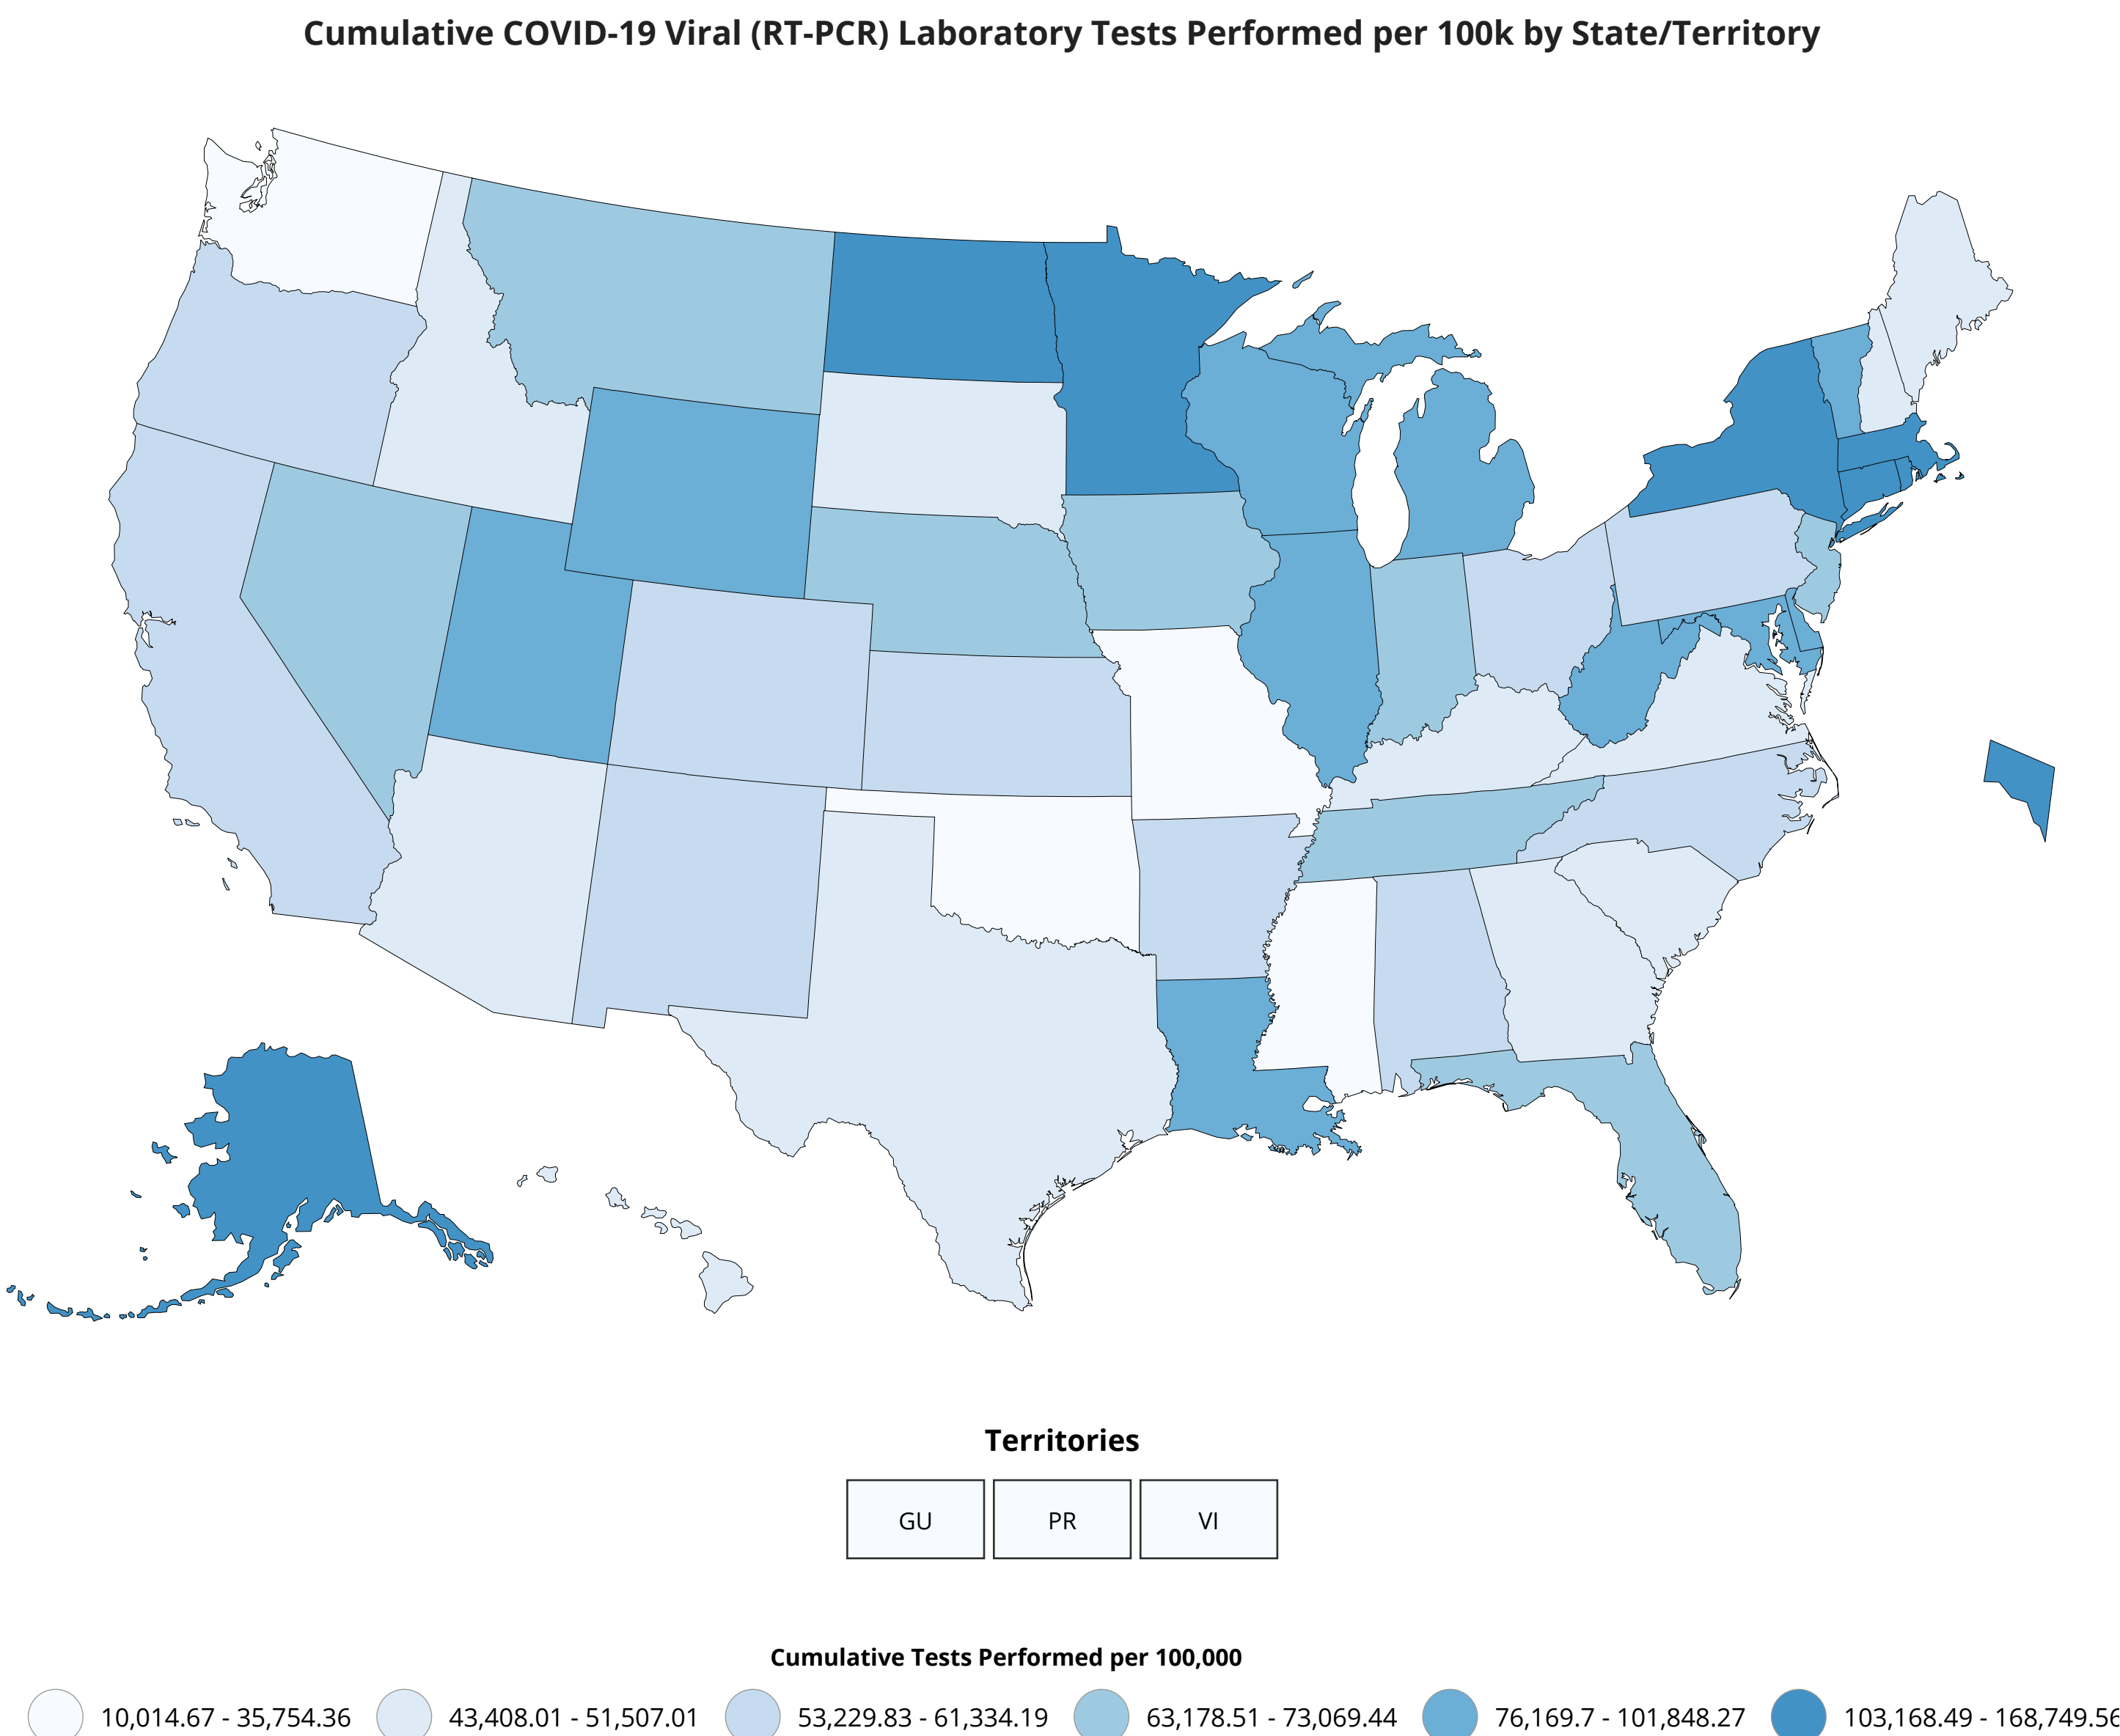 Cumulative COVID-19 Viral (RT-PCR) Laboratory Tests Performed per 100k by State/Territory
Territories
GU PR VI
Cumulative Tests Performed per 100,000
10,014.67 - 35,754.36 43,408.01 - 51,507.01 53,229.83 - 61,334.19 63,178.51 - 73,069.44 76,169.7 - 101,848.27 103,168.49 - 168,749.56